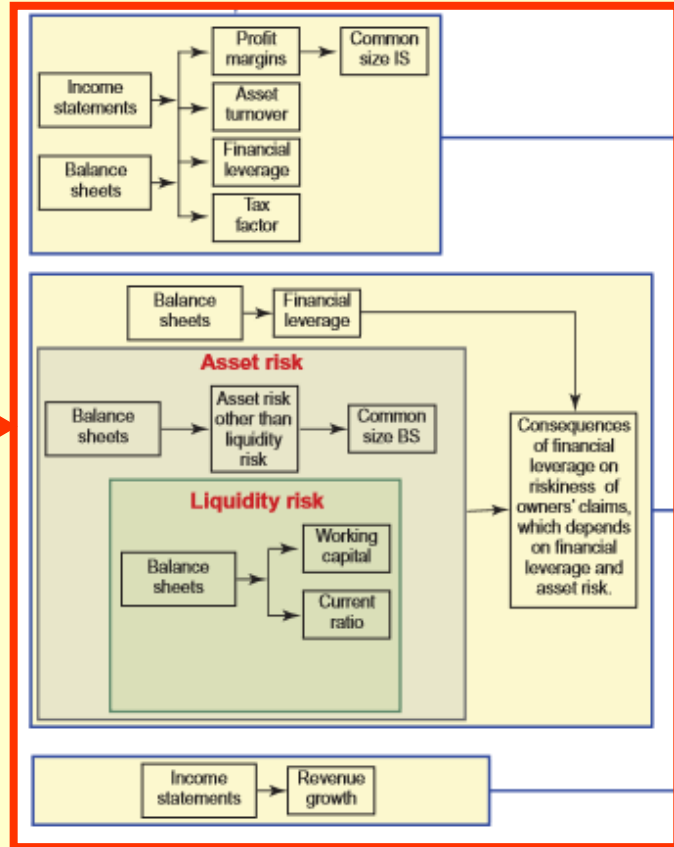 Profit
margins
Common
size IS
Income
statements
Asset
turnover
Financial
leverage
Balance
sheets
Tax
factor
Balance
sheets
Financial
leverage
Asset risk
Balance
sheets
Asset risk
other than
liquidity
risk
Common
size BS
Consequences
of financial
leverage on
riskiness of
owners' claims,
which depends
on financial
leverage and
asset risk.
Liquidity risk
Working
capital
Balance
sheets
Current
ratio
Income
statements
Revenue
growth